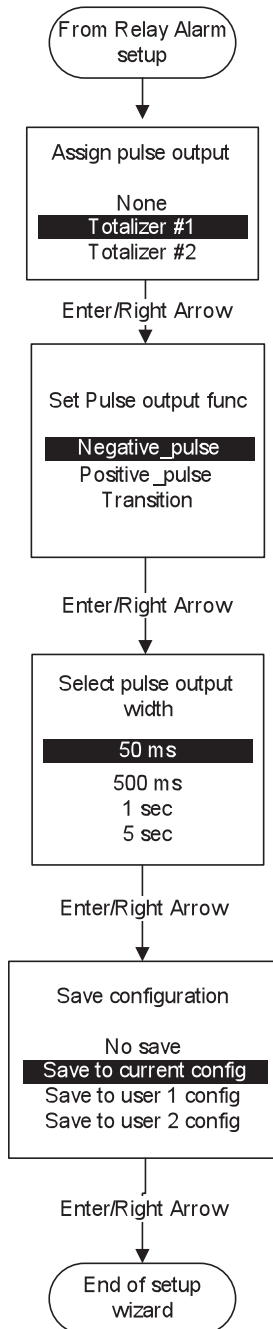 From Relay Alarm
setup
Assign pulse output
None
Totalizer #1
Totalizer #2
Enter/Right Arrow
Set Pulse output func
Negative_pulse
Positive_pulse
Transition
Enter/Right Arrow
Select pulse output
width
50 ms
500 ms
1 sec
5 sec
Enter/Right Arrow
Save configuration
No save
Save to current config
Save to user 1 config
Save to user 2 config
Enter/Right Arrow
End of setup
wizard